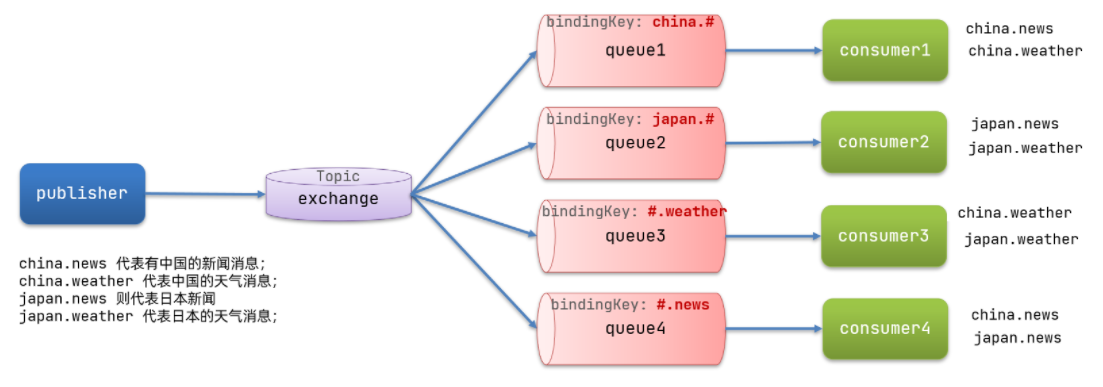 publisher
china.news 代表有中国的新闻消息;
china.weather 代表中国的天气消息;
japan.news 则代表日本新闻
japan.weather 代表日本的天气消息;
Topic
exchange
bindingKey: china.#
queue1
consumer1
china.news
china.weather
bindingKey: japan.#
queue2
consumer2
japan.news
japan.weather
bindingKey: #.weather
queue3
consumer3
china.weather
japan.weather
bindingKey: #.news
queue4
consumer4
china.news
japan.news